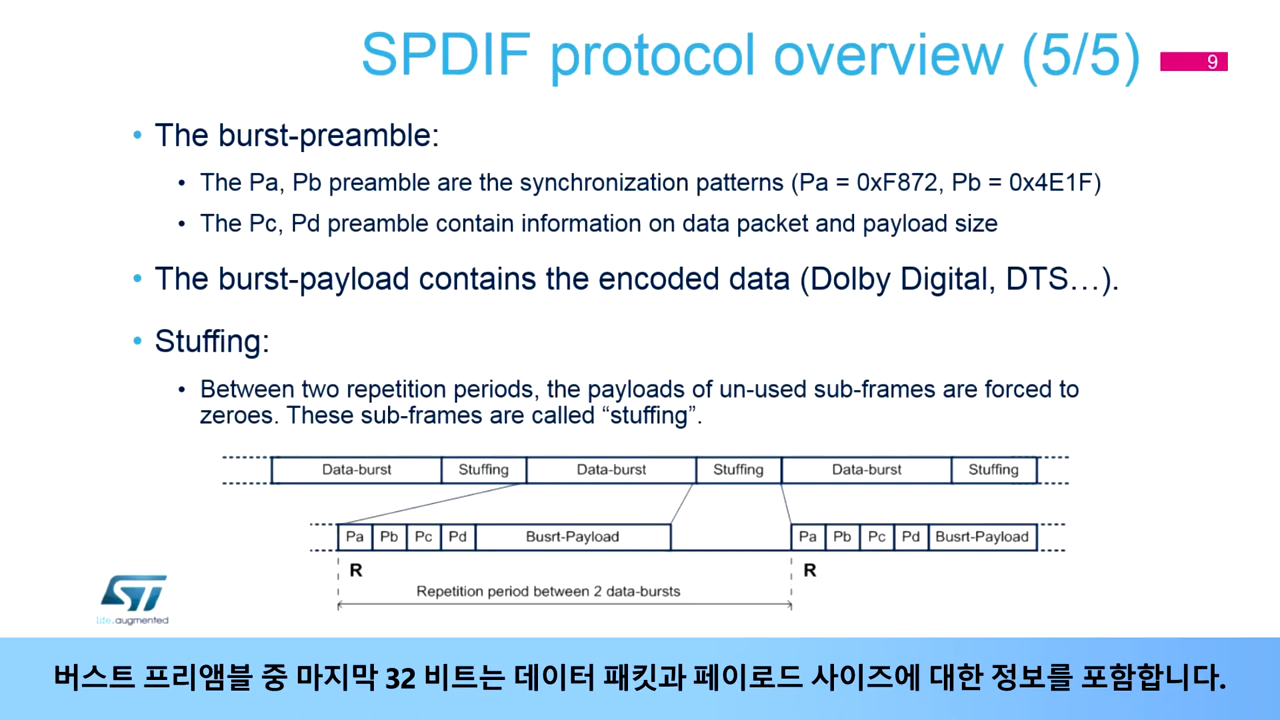 SPDIF protocol overview (5/5)
9
• The burst-preamble:
• The Pa, Pb preamble are the synchronization patterns (Pa = 0xF872, Pb = 0x4E1F)
• The Pc, Pd preamble contain information on data packet and payload size
• The burst-payload contains the encoded data (Dolby Digital, DTS…).
• Stuffing:
• Between two repetition periods, the payloads of un-used sub-frames are forced to
zeroes. These sub-frames are called “stuffing”.
Data-burst Stuffing Data-burst Stuffing Data-burst Stuffing
Pa Pb Pc Pd Busrt-Payload Pa Pb Pc Pd Busrt-Payload
R R
Repetition period between 2 data-bursts
ST
life.augmented
버스트 프리앰블 중 마지막 32 비트는 데이터 패킷과 페이로드 사이즈에 대한 정보를 포함합니다.